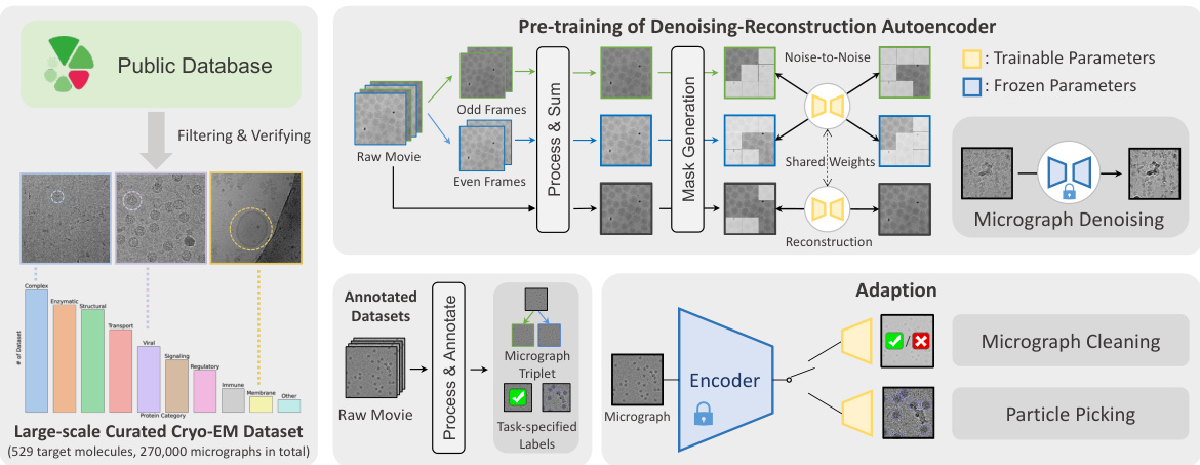 Public Database
Filtering & Verifying
# of Dataset
Complex
Enzymatic
Structural
Transport
Viral
Signalling
Regulatory
Immune
Membrane
Other
Protein Category
Large-scale Curated Cryo-EM Dataset
(529 target molecules, 270,000 micrographs in total)
Pre-training of Denoising-Reconstruction Autoencoder
Raw Movie
Odd Frames
Even Frames
Process & Sum
Mask Generation
Noise-to-Noise
Shared Weights
Reconstruction
: Trainable Parameters
: Frozen Parameters
Micrograph Denoising
Annotated
Datasets
Raw Movie
Process & Annotate
Micrograph
Triplet
Task-specified
Labels
Adaption
Micrograph
Encoder
/
Micrograph Cleaning
Particle Picking